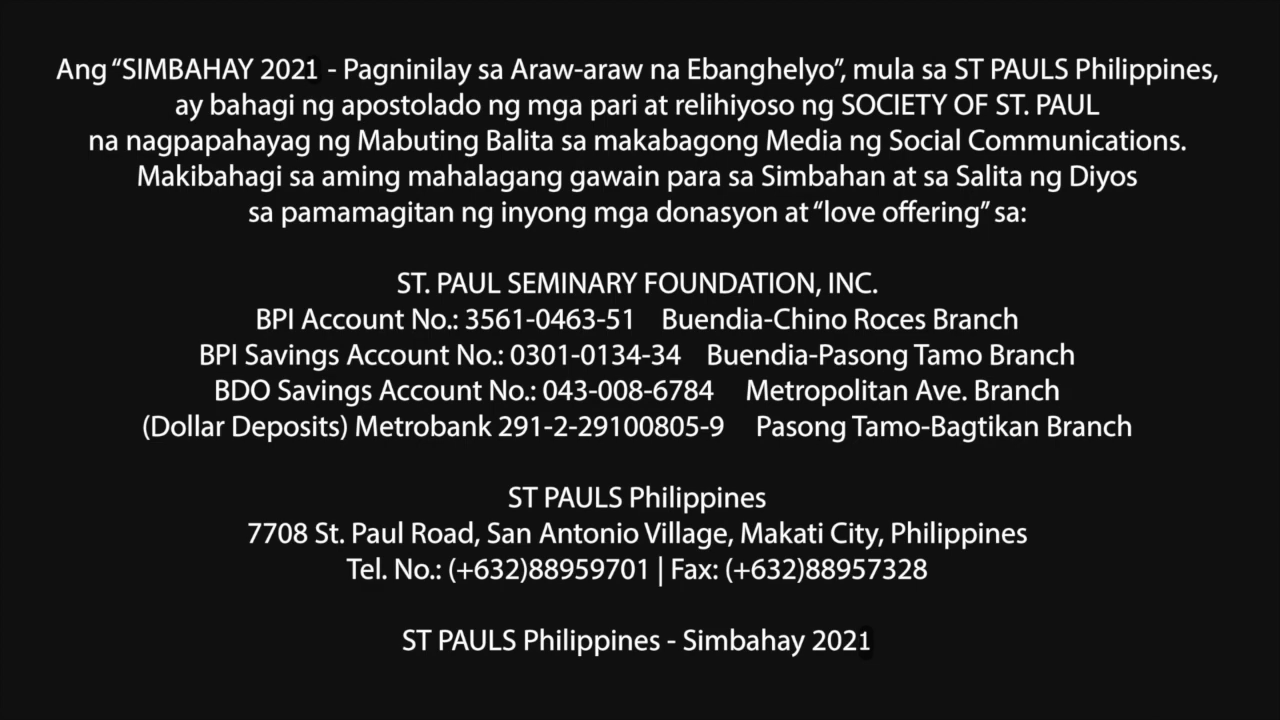 Ang “SIMBAHAY 2021 - Pagninilay sa Araw-araw na Ebanghelyo”, mula sa ST PAULS Philippines,
ay bahagi ng apostolado ng mga pari at relihiyoso ng SOCIETY OF ST. PAUL
na nagpapahayag ng Mabuting Balita sa makabagong Media ng Social Communications.
Makibahagi sa aming mahalagang gawain para sa Simbahan at sa Salita ng Diyos
sa pamamagitan ng inyong mga donasyon at “love offering” sa:
ST. PAUL SEMINARY FOUNDATION, INC.
BPI Account No.: 3561-0463-51 Buendia-Chino Roces Branch
BPI Savings Account No.: 0301-0134-34 Buendia-Pasong Tamo Branch
BDO Savings Account No.: 043-008-6784 Metropolitan Ave. Branch
(Dollar Deposits) Metrobank 291-2-29100805-9 Pasong Tamo-Bagtikan Branch
ST PAULS Philippines
7708 St. Paul Road, San Antonio Village, Makati City, Philippines
Tel. No.: (+632)88959701 | Fax: (+632)88957328
ST PAULS Philippines - Simbahay 2021